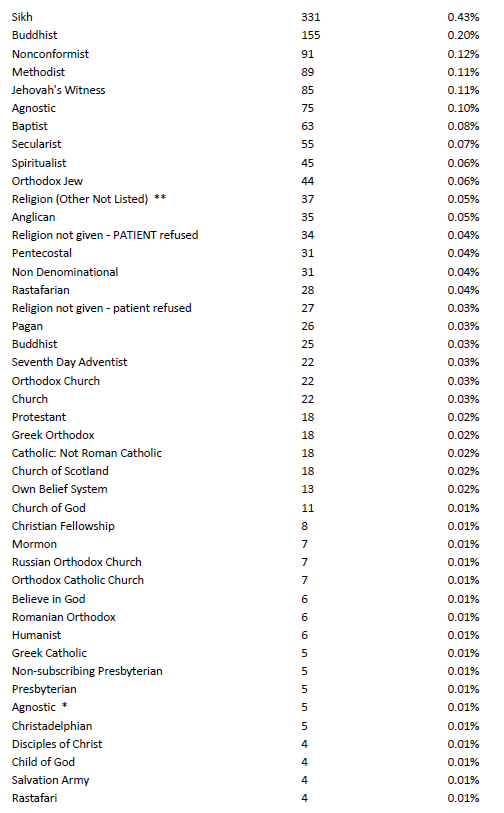 Sikh 331 0.43%
Buddhist 155 0.20%
Nonconformist 91 0.12%
Methodist 89 0.11%
Jehovah's Witness 85 0.11%
Agnostic 75 0.10%
Baptist 63 0.08%
Secularist 55 0.07%
Spiritualist 45 0.06%
Orthodox Jew 44 0.06%
Religion (Other Not Listed) ** 37 0.05%
Anglican 35 0.05%
Religion not given - PATIENT refused 34 0.04%
Pentecostal 31 0.04%
Non Denominational 31 0.04%
Rastafarian 28 0.04%
Religion not given - patient refused 27 0.03%
Pagan 26 0.03%
Buddhist 25 0.03%
Seventh Day Adventist 22 0.03%
Orthodox Church 22 0.03%
Church 22 0.03%
Protestant 18 0.02%
Greek Orthodox 18 0.02%
Catholic: Not Roman Catholic 18 0.02%
Church of Scotland 18 0.02%
Own Belief System 13 0.02%
Church of God 11 0.01%
Christian Fellowship 8 0.01%
Mormon 7 0.01%
Russian Orthodox Church 7 0.01%
Orthodox Catholic Church 7 0.01%
Believe in God 6 0.01%
Romanian Orthodox 6 0.01%
Humanist 6 0.01%
Greek Catholic 5 0.01%
Non-subscribing Presbyterian 5 0.01%
Presbyterian 5 0.01%
Agnostic * 5 0.01%
Christadelphian 5 0.01%
Disciples of Christ 4 0.01%
Child of God 4 0.01%
Salvation Army 4 0.01%
Rastafari 4 0.01%